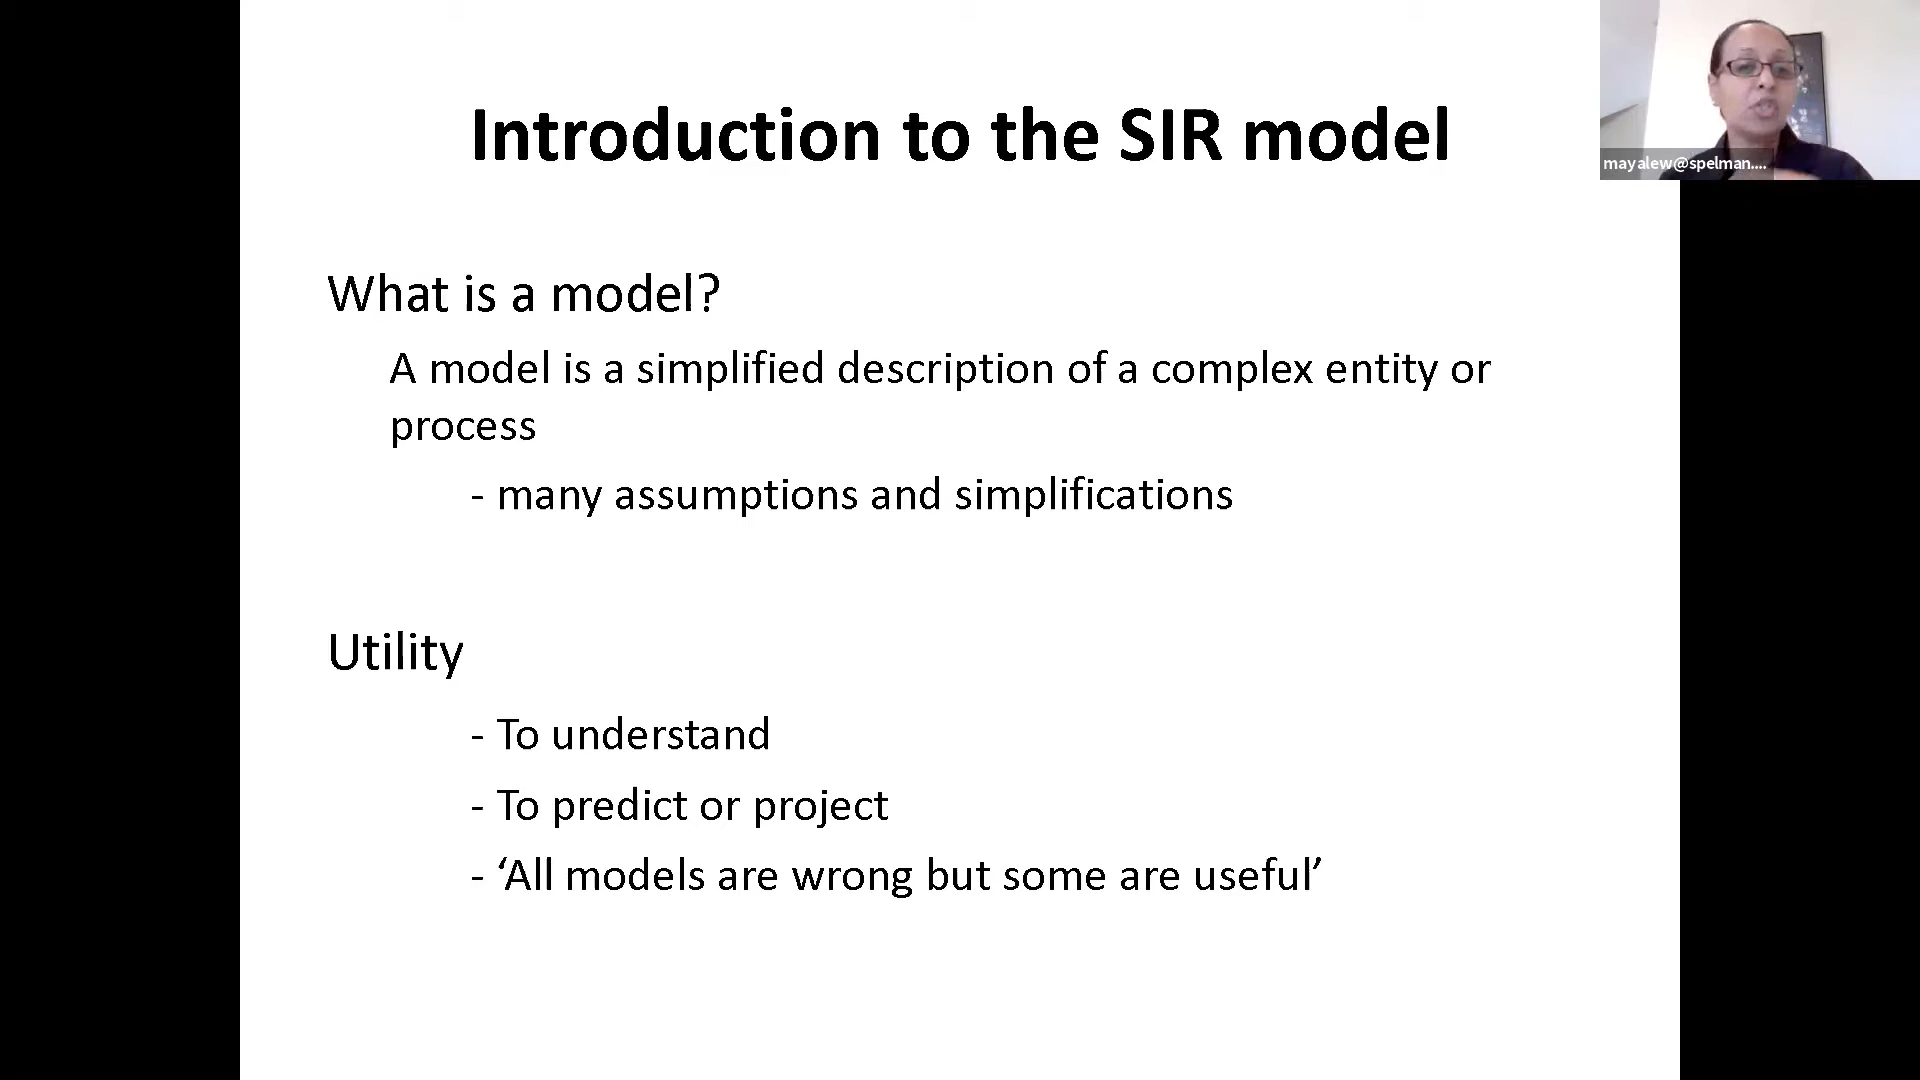 Introduction to the SIR model
mayalew@spelman....
What is a model?
A model is a simplified description of a complex entity or
process
- many assumptions and simplifications
Utility
- To understand
- To predict or project
- ‘All models are wrong but some are useful’